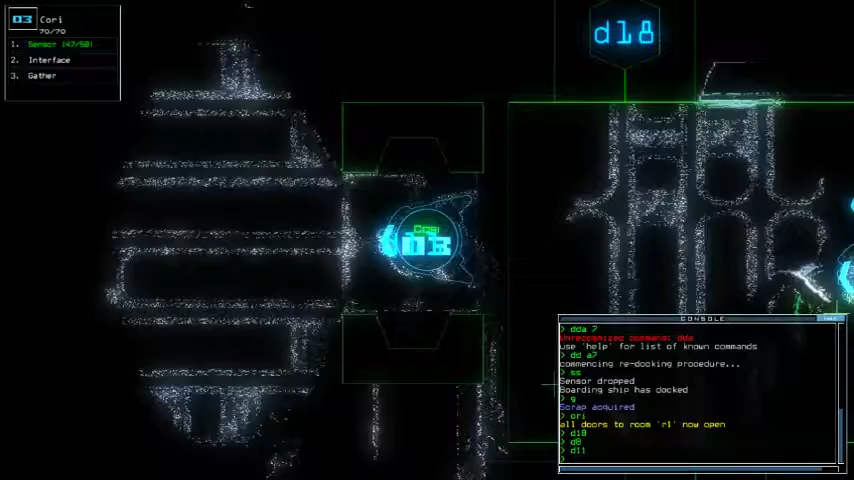 03 Cori
70/70
1. Sensor (47/50)
2. Interface
3. Gather
d18
Cori
03
CONSOLE
> dda 7
Unrecognized command: dda
use 'help' for list of known commands
> dd a7
commencing re-docking procedure...
> ss
Sensor dropped
Boarding ship has docked
> g
Scrap acquired
> ori
all doors to room 'r1' now open
> d18
> d8
> d11
>